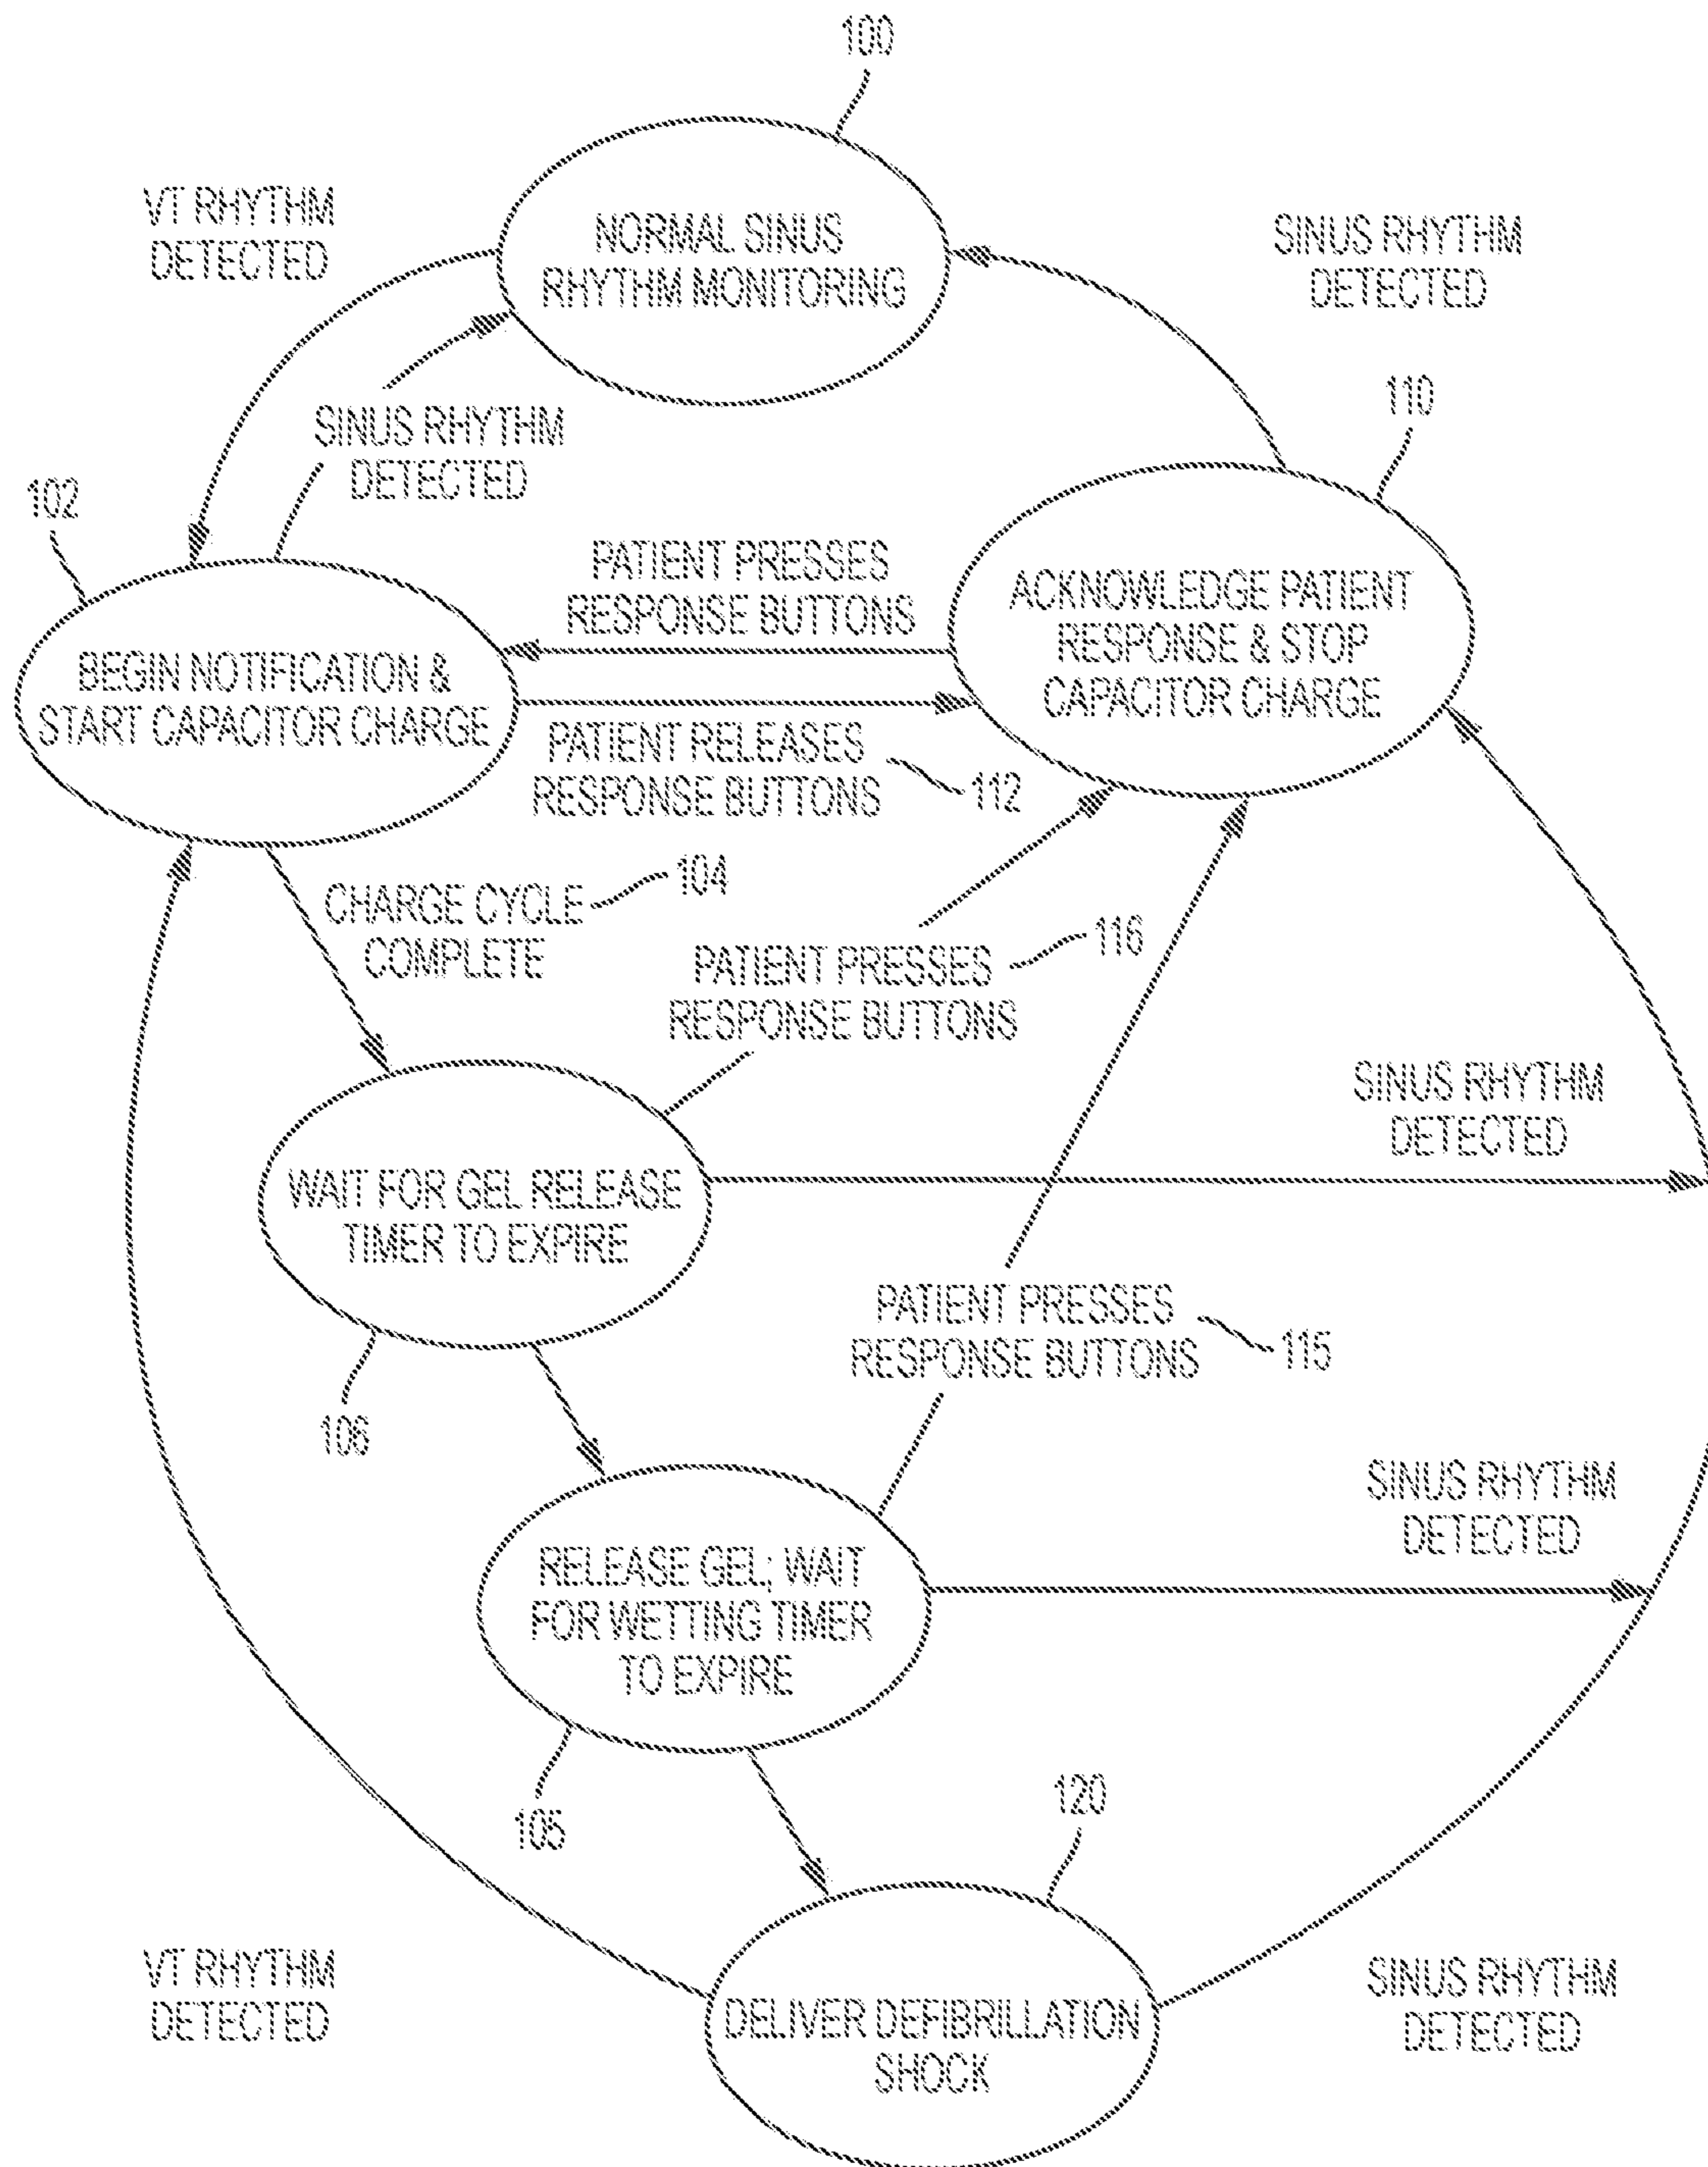 100
VT RHYTHM
DETECTED
NORMAL SINUS
RHYTHM MONITORING
SINUS RHYTHM
DETECTED
110
SINUS RHYTHM
DETECTED
102
PATIENT PRESSES
RESPONSE BUTTONS
ACKNOWLEDGE PATIENT
RESPONSE & STOP
CAPACITOR CHARGE
BEGIN NOTIFICATION &
START CAPACITOR CHARGE
PATIENT RELEASES
RESPONSE BUTTONS
112
CHARGE CYCLE
COMPLETE
104
PATIENT PRESSES
RESPONSE BUTTONS
116
SINUS RHYTHM
DETECTED
WAIT FOR GEL RELEASE
TIMER TO EXPIRE
106
PATIENT PRESSES
RESPONSE BUTTONS
115
SINUS RHYTHM
DETECTED
RELEASE GEL; WAIT
FOR WETTING TIMER
TO EXPIRE
105
120
VT RHYTHM
DETECTED
DELIVER DEFIBRILLATION
SHOCK
SINUS RHYTHM
DETECTED